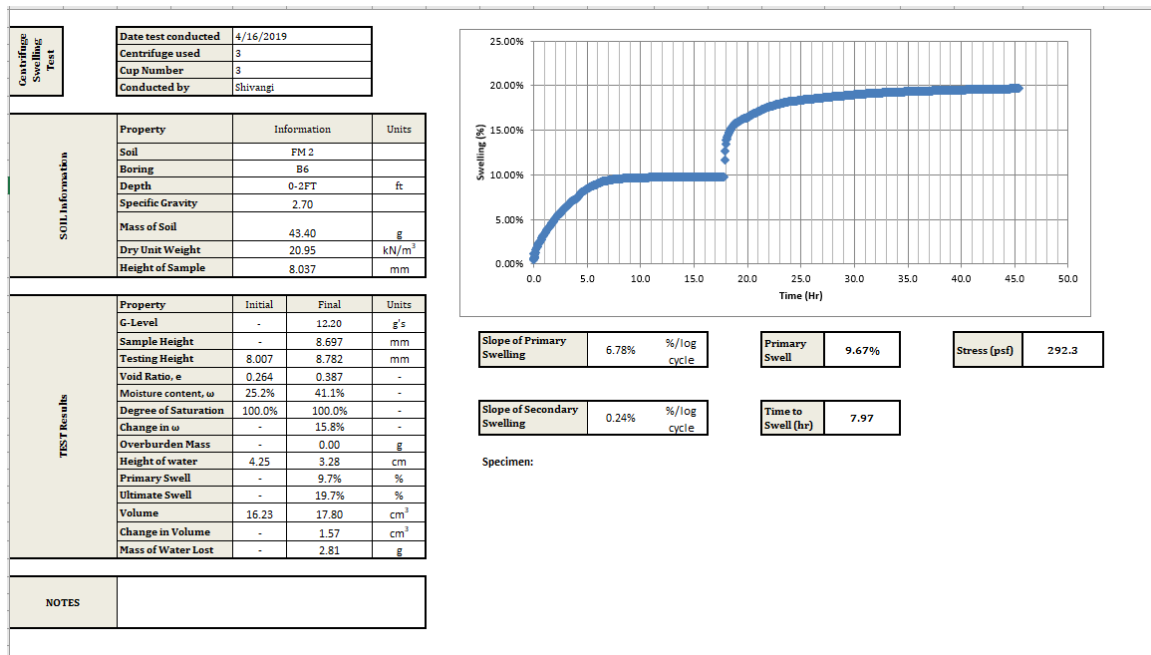 Centrifuge
Swelling
Test
Date test conducted 4/16/2019
Centrifuge used 3
Cup Number 3
Conducted by Shivangi
SOIL Information
Property Information Units
Soil FM 2
Boring B6
Depth 0-2FT ft
Specific Gravity 2.70
Mass of Soil 43.40 g
Dry Unit Weight 20.95 kN/m³
Height of Sample 8.037 mm
TEST Results
Property Initial Final Units
G-Level - 12.20 g's
Sample Height - 8.697 mm
Testing Height 8.007 8.782 mm
Void Ratio, e 0.264 0.387 -
Moisture content, ω 25.2% 41.1% -
Degree of Saturation 100.0% 100.0% -
Change in ω - 15.8% -
Overburden Mass - 0.00 g
Height of water 4.25 3.28 cm
Primary Swell - 9.7% %
Ultimate Swell - 19.7% %
Volume 16.23 17.80 cm³
Change in Volume - 1.57 cm³
Mass of Water Lost - 2.81 g
NOTES
Swelling (%)
25.00%
20.00%
15.00%
10.00%
5.00%
0.00%
0.0 5.0 10.0 15.0 20.0 25.0 30.0 35.0 40.0 45.0 50.0
Time (Hr)
Slope of Primary
Swelling 6.78% %/log
cycle
Primary
Swell 9.67%
Stress (psf) 292.3
Slope of Secondary
Swelling 0.24% %/log
cycle
Time to
Swell (hr) 7.97
Specimen: